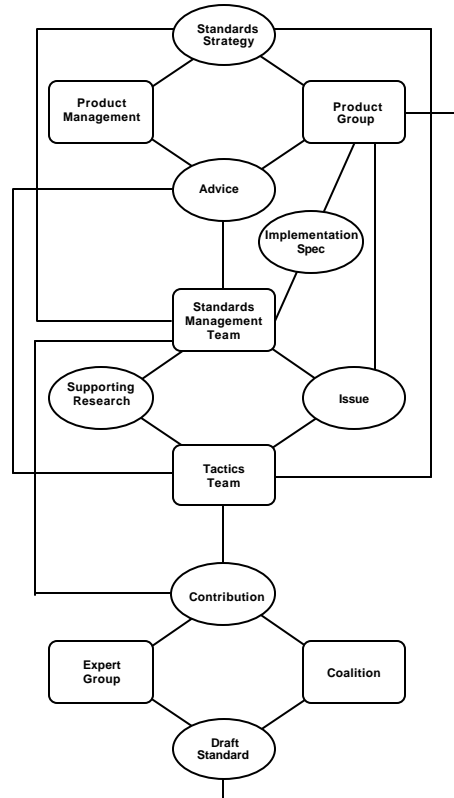 Standards
Strategy
Product
Management
Product
Group
Advice
Implementation
Spec
Standards
Management
Team
Supporting
Research
Issue
Tactics
Team
Contribution
Expert
Group
Coalition
Draft
Standard